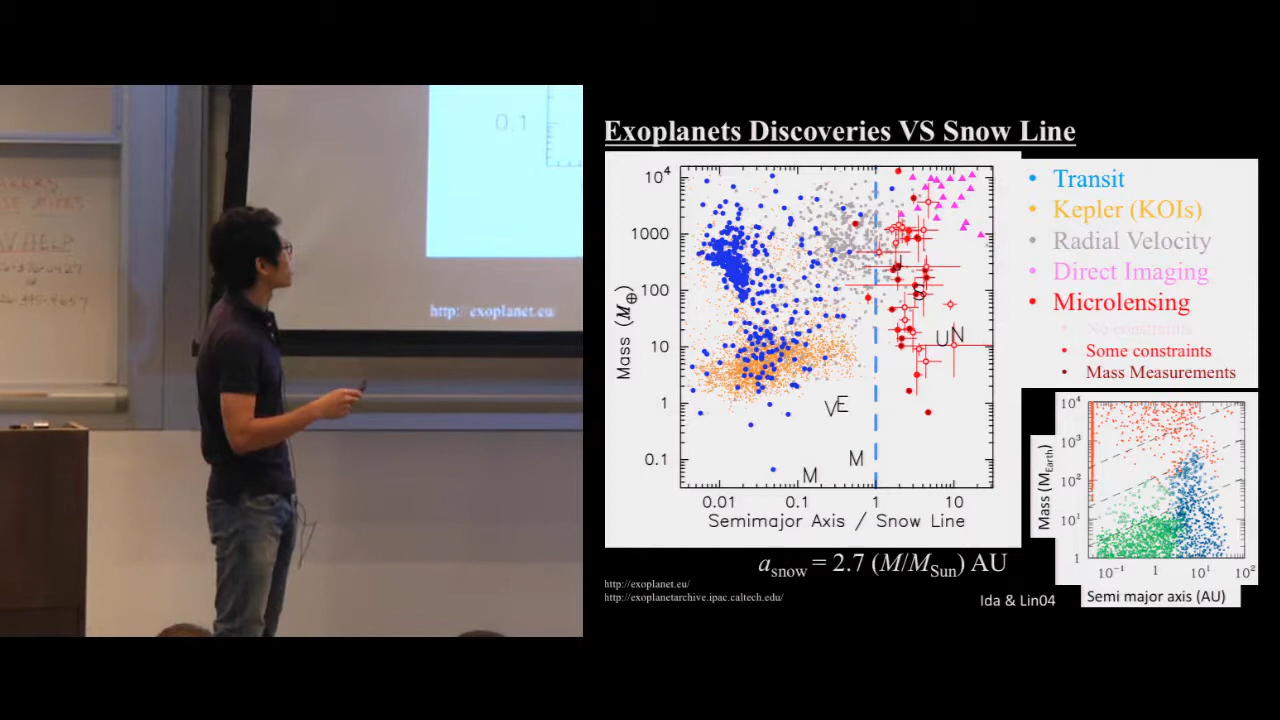 0.1
http://exoplanet.eu/
Exoplanets Discoveries VS Snow Line
10⁴
1000
100
10
1
0.1
Mass (M⊕)
J
S
U N
V E
M
M
0.01
0.1
1
10
Semimajor Axis / Snow Line
a_snow = 2.7 (M/M_Sun) AU
http://exoplanet.eu/
http://exoplanetarchive.ipac.caltech.edu/
• Transit
• Kepler (KOIs)
• Radial Velocity
• Direct Imaging
• Microlensing
• No constraints
• Some constraints
• Mass Measurements
10⁴
10³
10²
10¹
1
Mass (M_Earth)
10⁻¹
1
10¹
10²
Semi major axis (AU)
Ida & Lin04